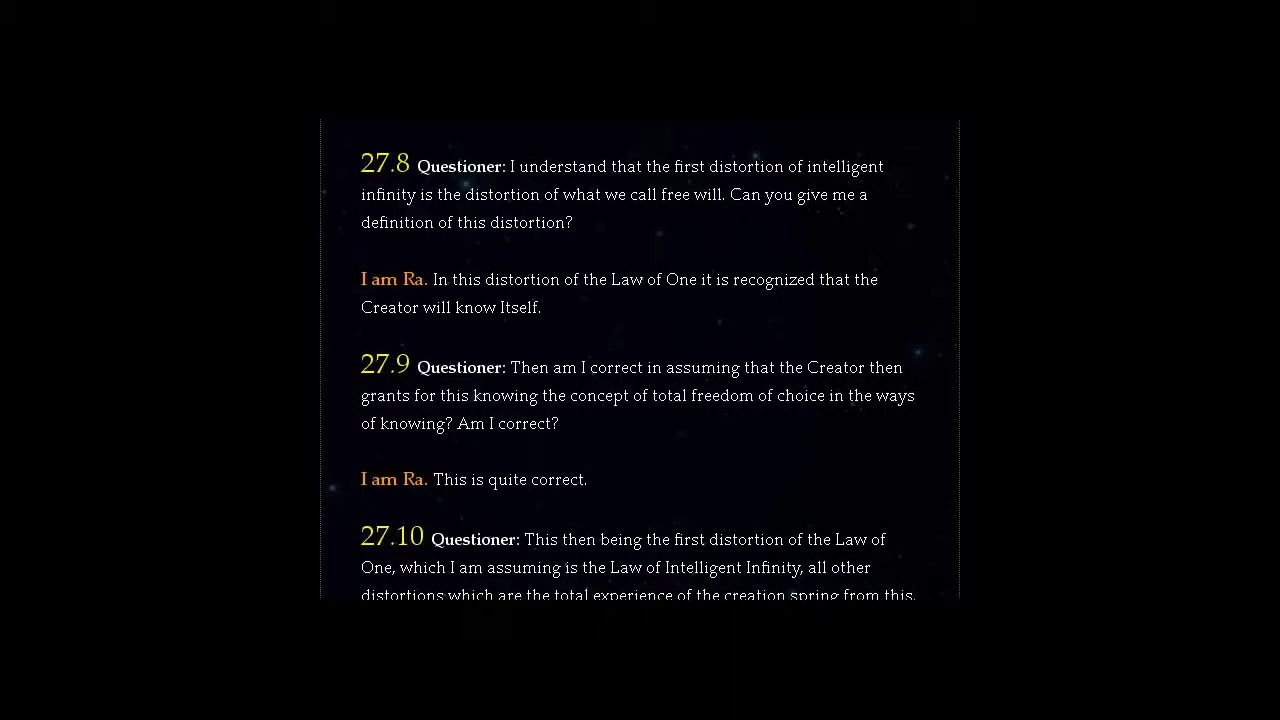 27.8 Questioner: I understand that the first distortion of intelligent
infinity is the distortion of what we call free will. Can you give me a
definition of this distortion?
I am Ra. In this distortion of the Law of One it is recognized that the
Creator will know Itself.
27.9 Questioner: Then am I correct in assuming that the Creator then
grants for this knowing the concept of total freedom of choice in the ways
of knowing? Am I correct?
I am Ra. This is quite correct.
27.10 Questioner: This then being the first distortion of the Law of
One, which I am assuming is the Law of Intelligent Infinity, all other
distortions which are the total experience of the creation spring from this.